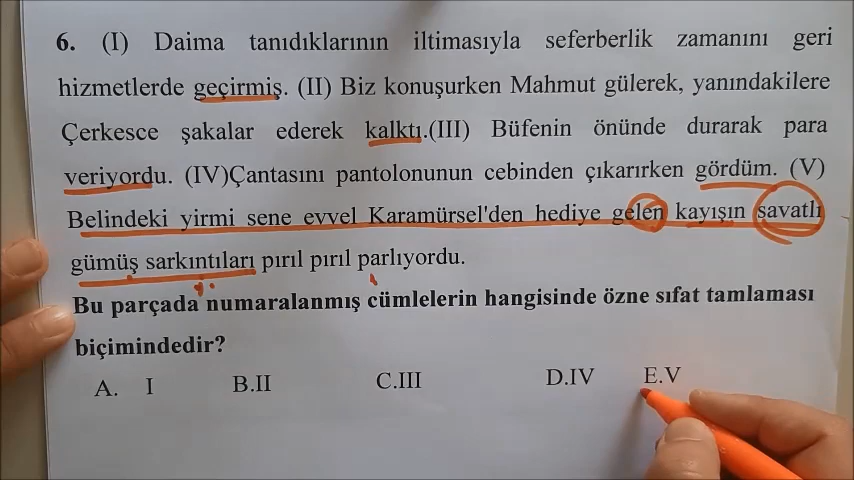 6. (I) Daima tanıdıklarının iltimasıyla seferberlik zamanını geri
hizmetlerde geçirmiş. (II) Biz konuşurken Mahmut gülerek, yanındakilere
Çerkesce şakalar ederek kalktı.(III) Büfenin önünde durarak para
veriyordu. (IV)Çantasını pantolonunun cebinden çıkarırken gördüm. (V)
Belindeki yirmi sene evvel Karamürsel'den hediye gelen kayışın savatlı
gümüş sarkıntıları pırıl pırıl parlıyordu.
Bu parçada numaralanmış cümlelerin hangisinde özne sıfat tamlaması
biçimindedir?
A. I B.II C.III D.IV E.V